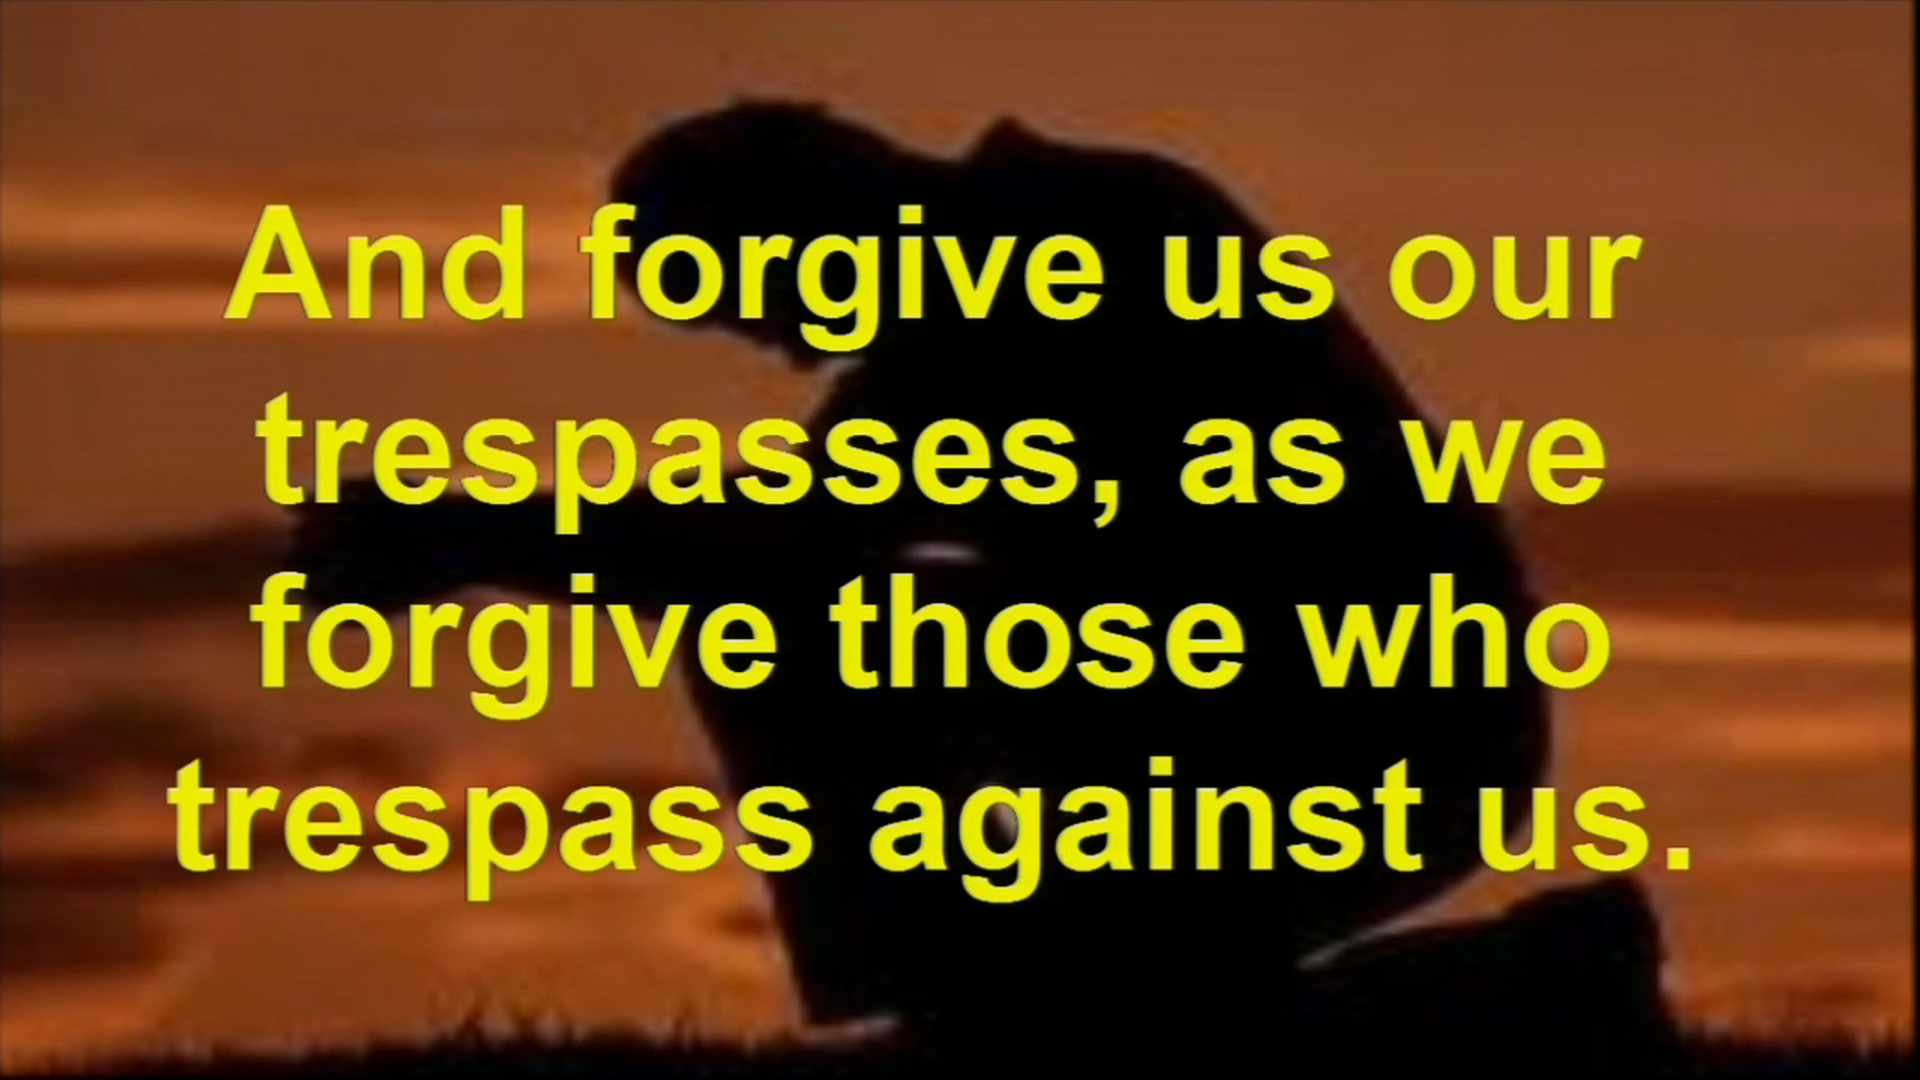 And forgive us our
trespasses, as we
forgive those who
trespass against us.